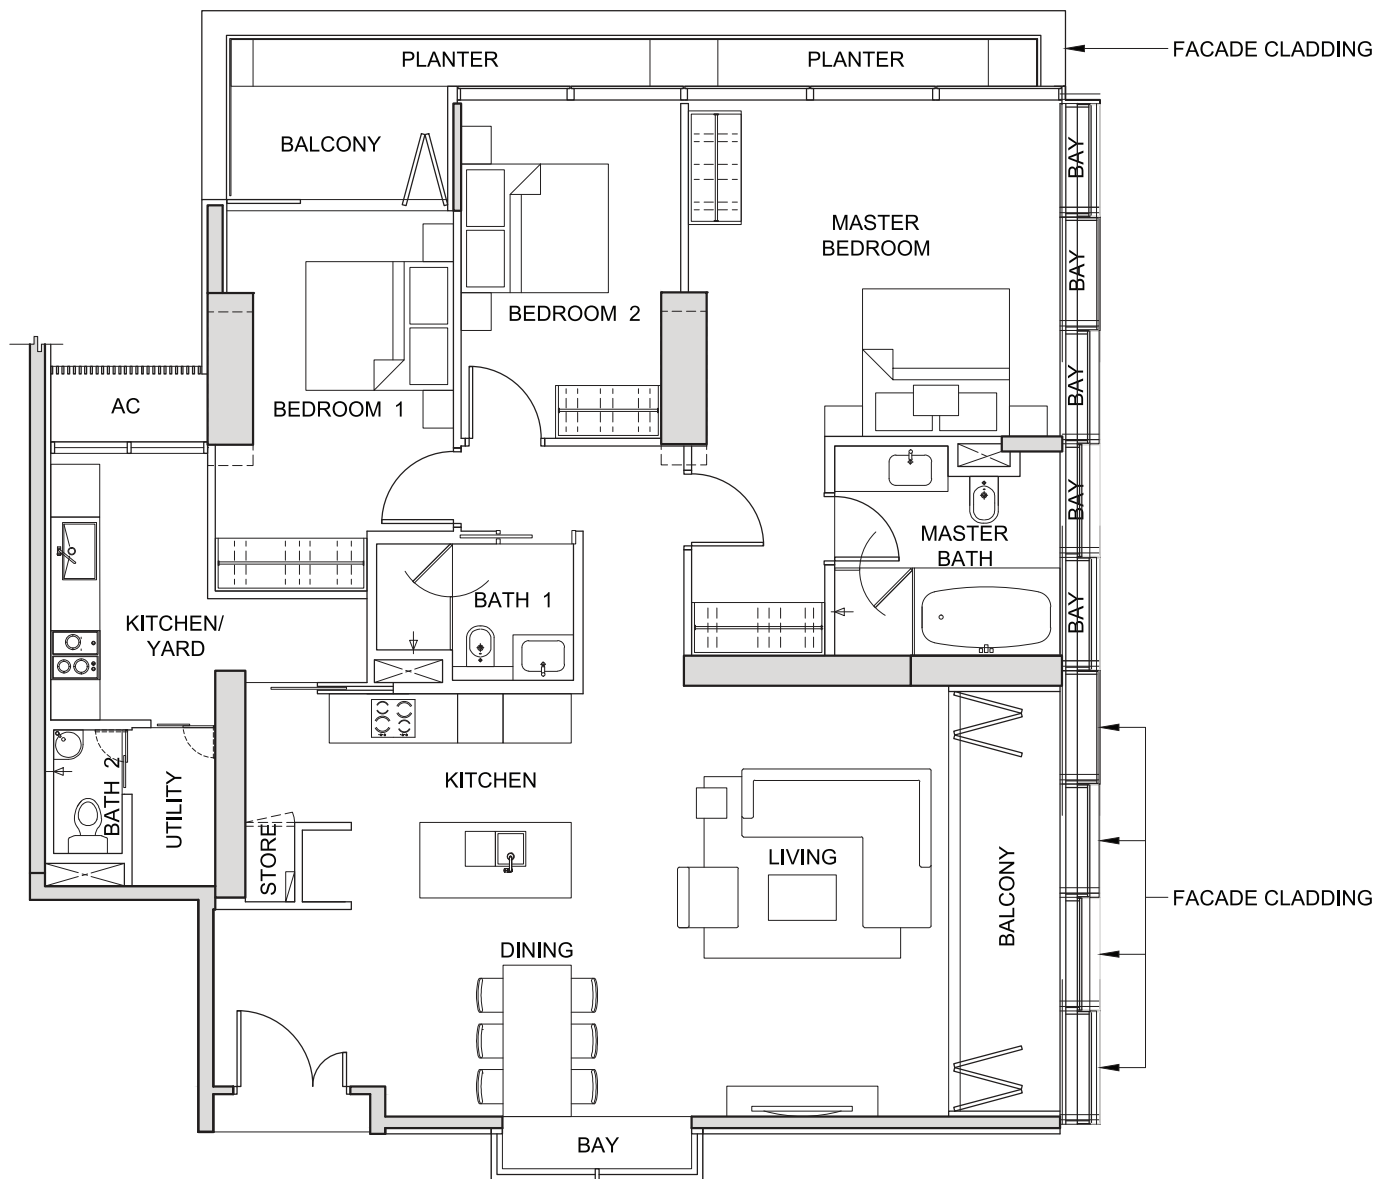 PLANTER
PLANTER
FACADE CLADDING
BALCONY
BAY
MASTER
BEDROOM
BAY
BEDROOM 2
BAY
AC
BEDROOM 1
BAY
MASTER
BATH
BATH 1
BAY
KITCHEN/
YARD
KITCHEN
BATH 2
UTILITY
STORE
LIVING
BALCONY
FACADE CLADDING
DINING
BAY